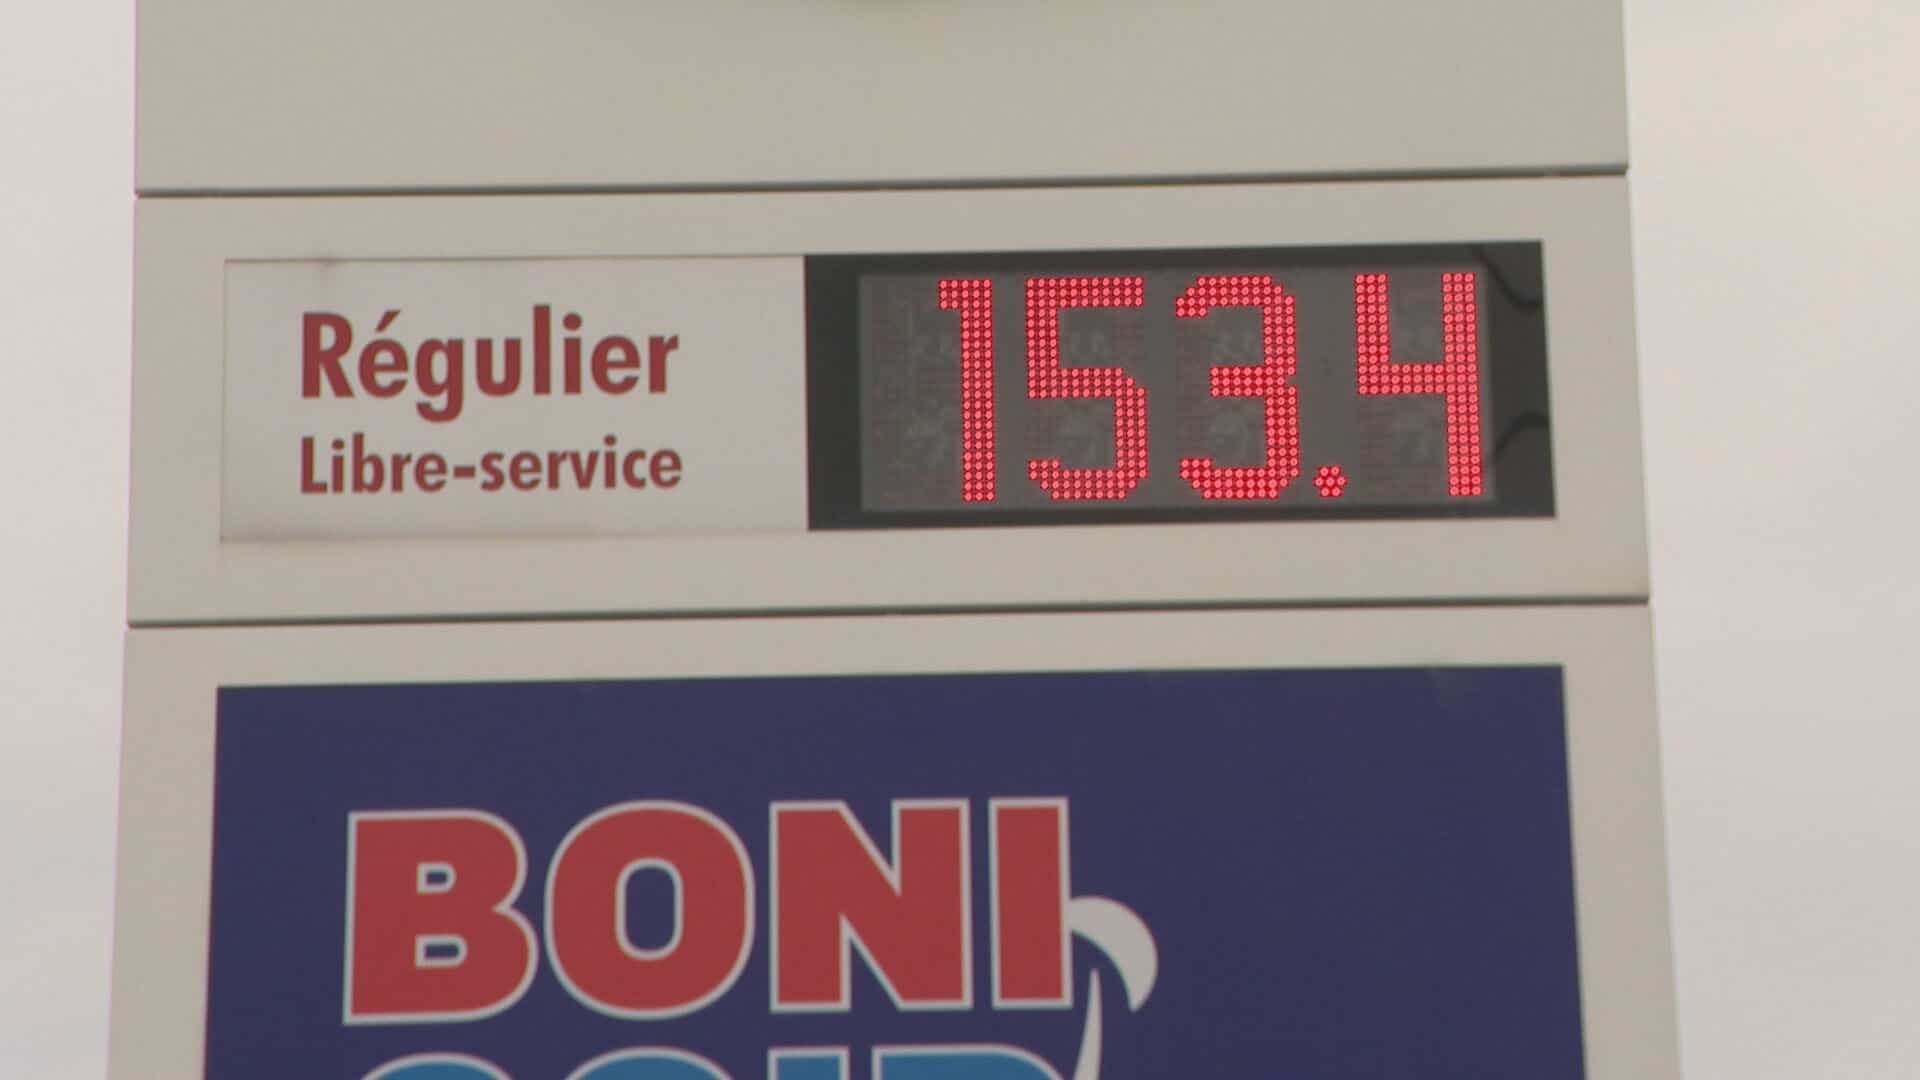 Régulier 153.4
Libre-service
BONI